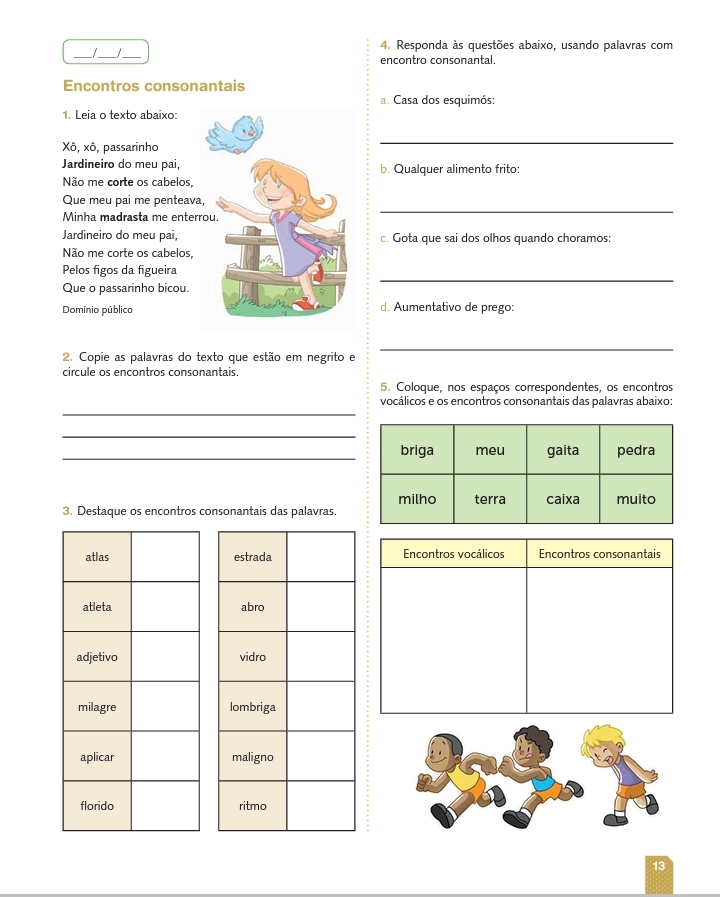 ___/___/___
Encontros consonantais
1. Leia o texto abaixo:
Xô, xô, passarinho
Jardineiro do meu pai,
Não me corte os cabelos,
Que meu pai me penteava,
Minha madrasta me enterrou.
Jardineiro do meu pai,
Não me corte os cabelos,
Pelos figos da figueira
Que o passarinho bicou.
Domínio público
2. Copie as palavras do texto que estão em negrito e
circule os encontros consonantais.
3. Destaque os encontros consonantais das palavras.
atlas
atleta
adjetivo
milagre
aplicar
florido
estrada
abro
vidro
lombriga
maligno
ritmo
4. Responda às questões abaixo, usando palavras com
encontro consonantal.
a. Casa dos esquimós:
b. Qualquer alimento frito:
c. Gota que sai dos olhos quando choramos:
d. Aumentativo de prego:
5. Coloque, nos espaços correspondentes, os encontros
vocálicos e os encontros consonantais das palavras abaixo:
briga meu gaita pedra
milho terra caixa muito
Encontros vocálicos Encontros consonantais
13